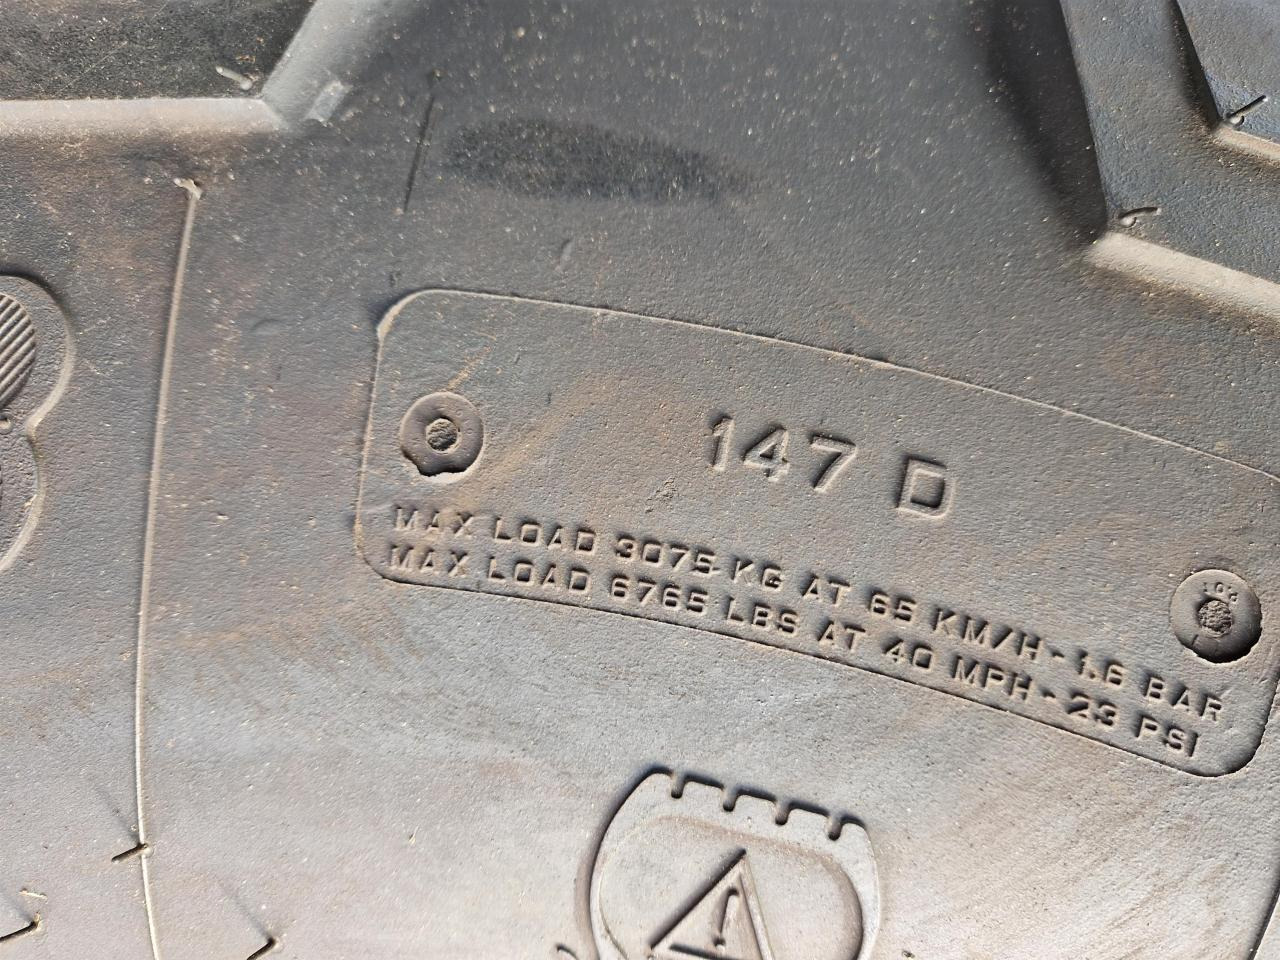 147 D
MAX LOAD 3075 KG AT 65 KM/H - 1.6 BAR
MAX LOAD 6765 LBS AT 40 MPH - 23 PSI
103
!